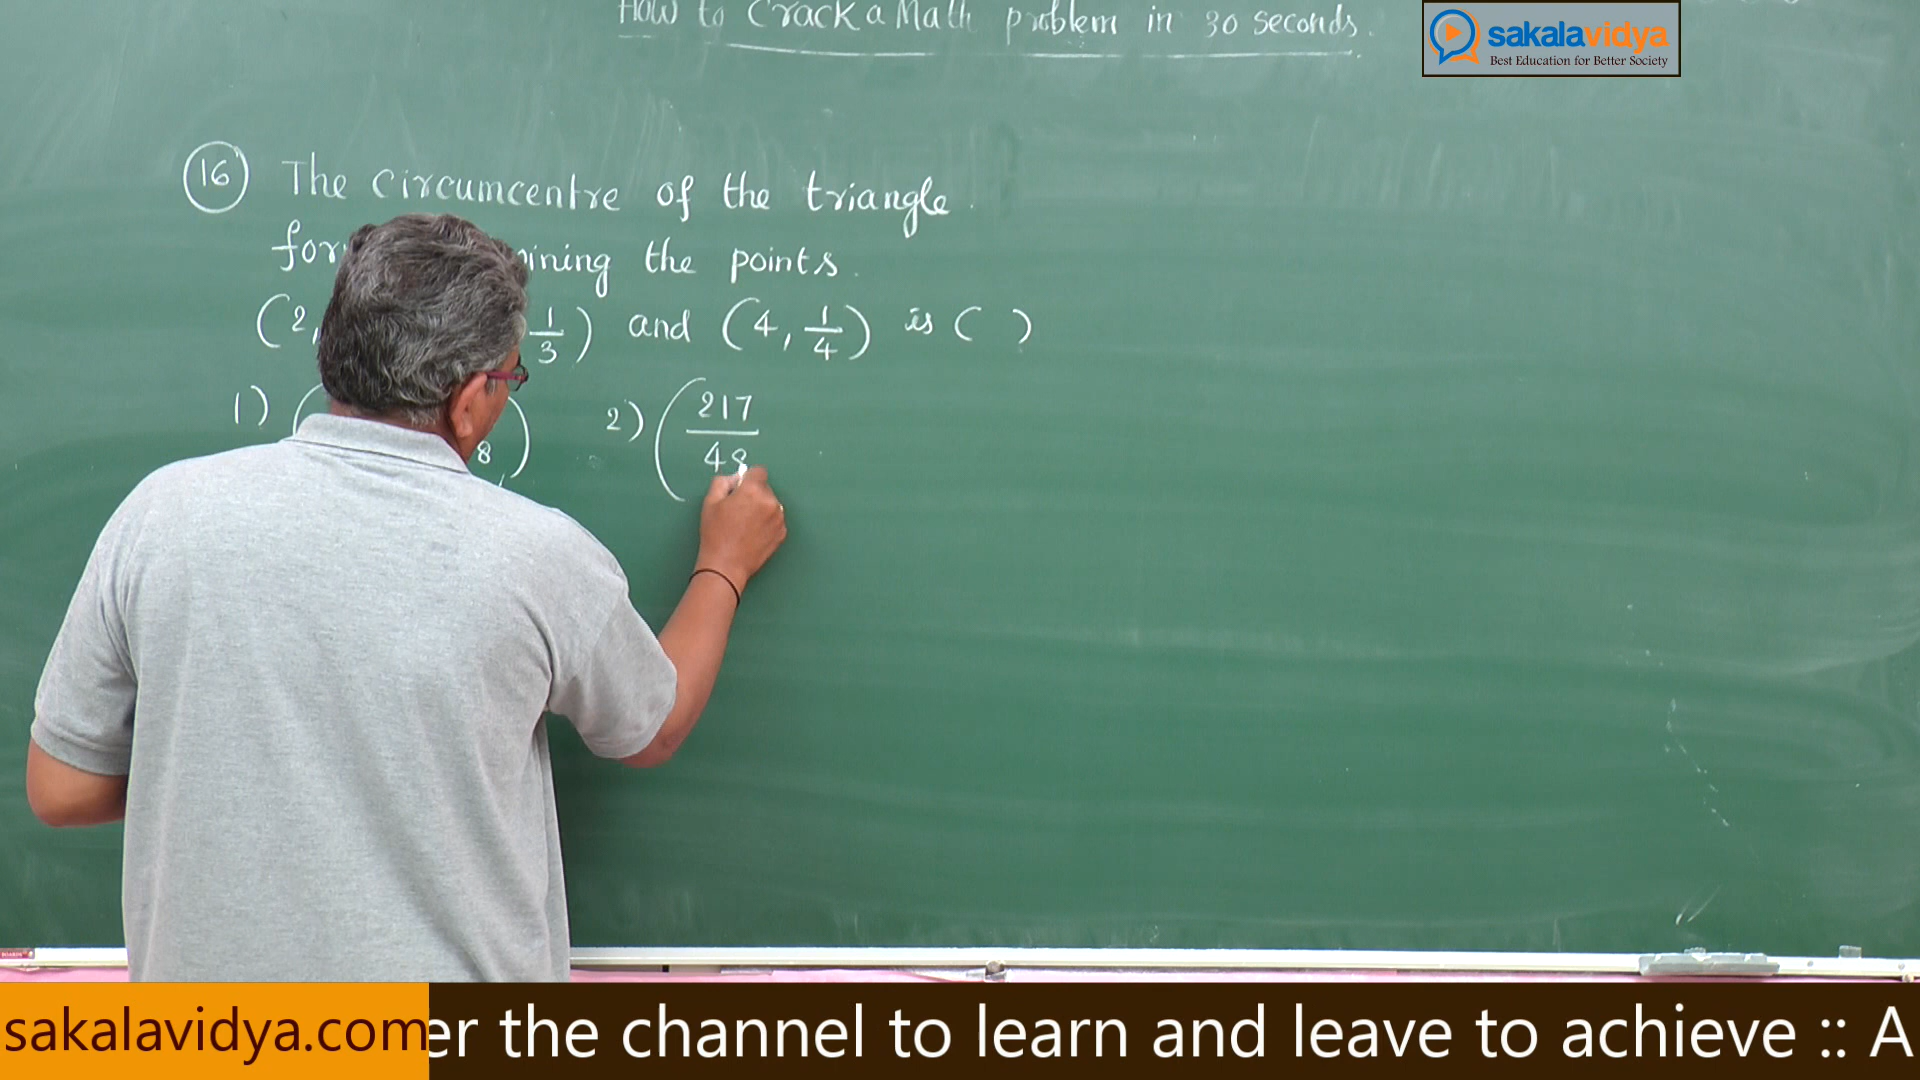 How to Crack a Math problem in 30 seconds.
sakalavidya
Best Education for Better Society
16 The circumcentre of the triangle
the points.
(2, 1/3) and (4, 1/4) is ( )
1) ( 8 ) 2) ( 217/48
sakalavidya.com er the channel to learn and leave to achieve :: A